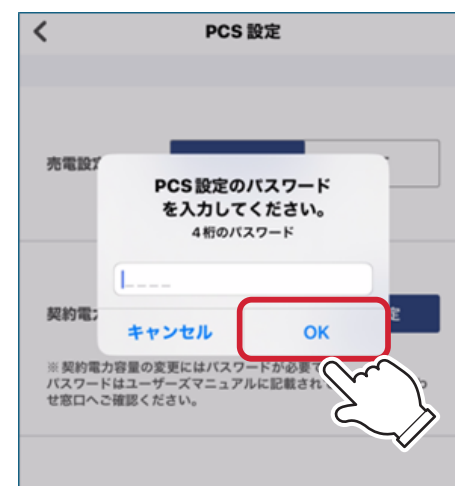 PCS 設定
売電設定
PCS設定のパスワード
を入力してください。
4桁のパスワード
契約電力
キャンセル
OK
※契約電力容量の変更にはパスワードが必要で
パスワードはユーザーズマニュアルに記載され
せ窓口へご確認ください。